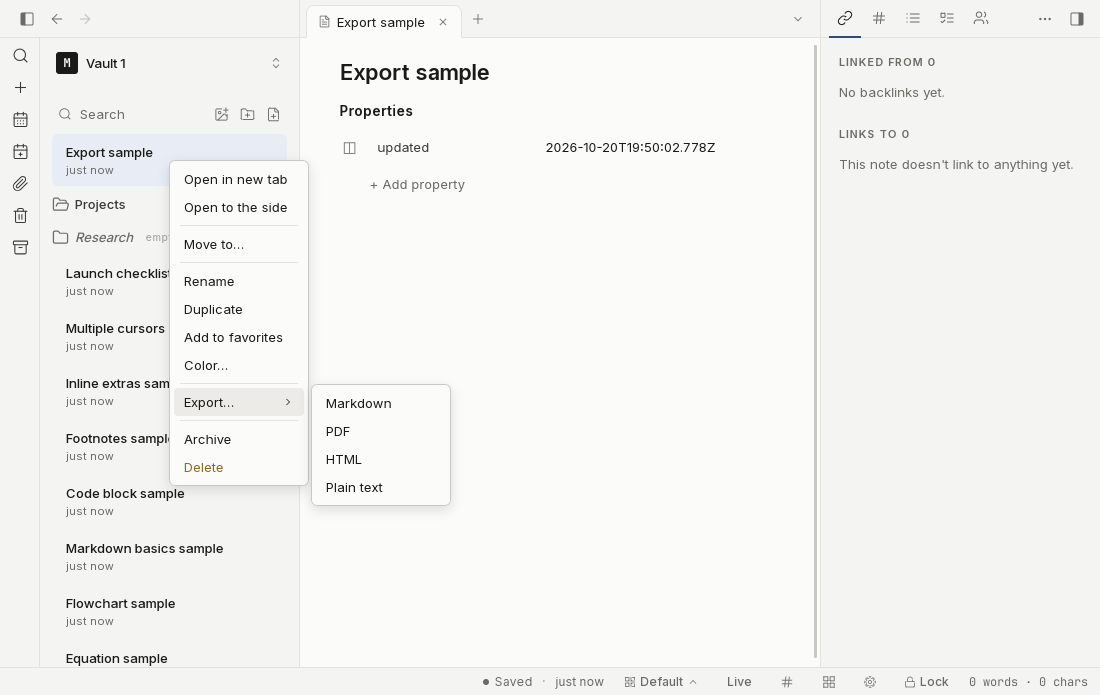 Export sample
M Vault 1
Search
Export sample
just now
Projects
Research
Launch checklist
just now
Multiple cursors
just now
Inline extras sam
just now
Footnotes sampl
just now
Code block sample
just now
Markdown basics sample
just now
Flowchart sample
just now
Equation sample
Open in new tab
Open to the side
Move to…
Rename
Duplicate
Add to favorites
Color…
Export…
Archive
Delete
Markdown
PDF
HTML
Plain text
Export sample
Properties
updated 2026-10-20T19:50:02.778Z
+ Add property
LINKED FROM 0
No backlinks yet.
LINKS TO 0
This note doesn't link to anything yet.
Saved · just now Default Live Lock 0 words · 0 chars